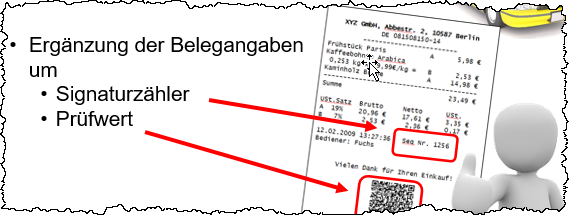 • Ergänzung der Belegangaben
um
• Signaturzähler
• Prüfwert
XYZ GmbH, Abbestr. 2, 10587 Berlin
DE 081508150-14
Frühstück Paris A 5,98 €
Kaffeebohne Arabica
0,253 kg 9,99€/kg = B 2,53 €
Kaminholz A 14,98 €
Summe 23,49 €
USt.Satz Brutto Netto USt.
A 19% 20,96 € 17,61 € 3,35 €
B 7% 2,53 € 2,36 € 0,17 €
12.02.2009 13:27:36 Seq Nr. 1256
Bediener: Fuchs
Vielen Dank für Ihren Einkauf!